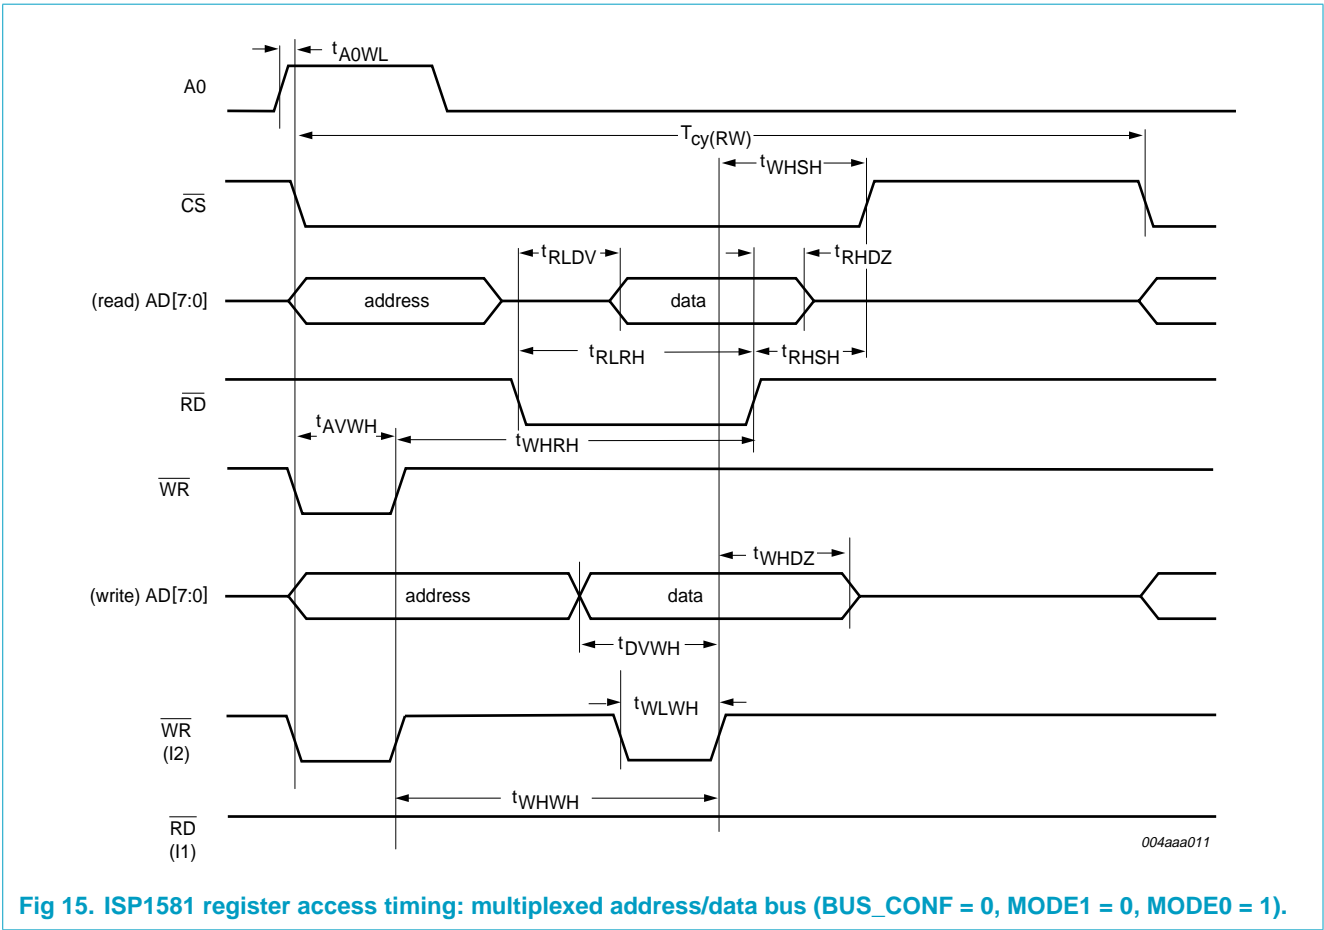 tA0WL
A0
Tcy(RW)
tWHSH
CS
tRLDV
tRHDZ
(read) AD[7:0]
address
data
tRLRH
tRHSH
RD
tAVWH
tWHRH
WR
tWHDZ
(write) AD[7:0]
address
data
tDVWH
tWLWH
WR
(I2)
tWHWH
RD
(I1)
004aaa011
Fig 15. ISP1581 register access timing: multiplexed address/data bus (BUS_CONF = 0, MODE1 = 0, MODE0 = 1).